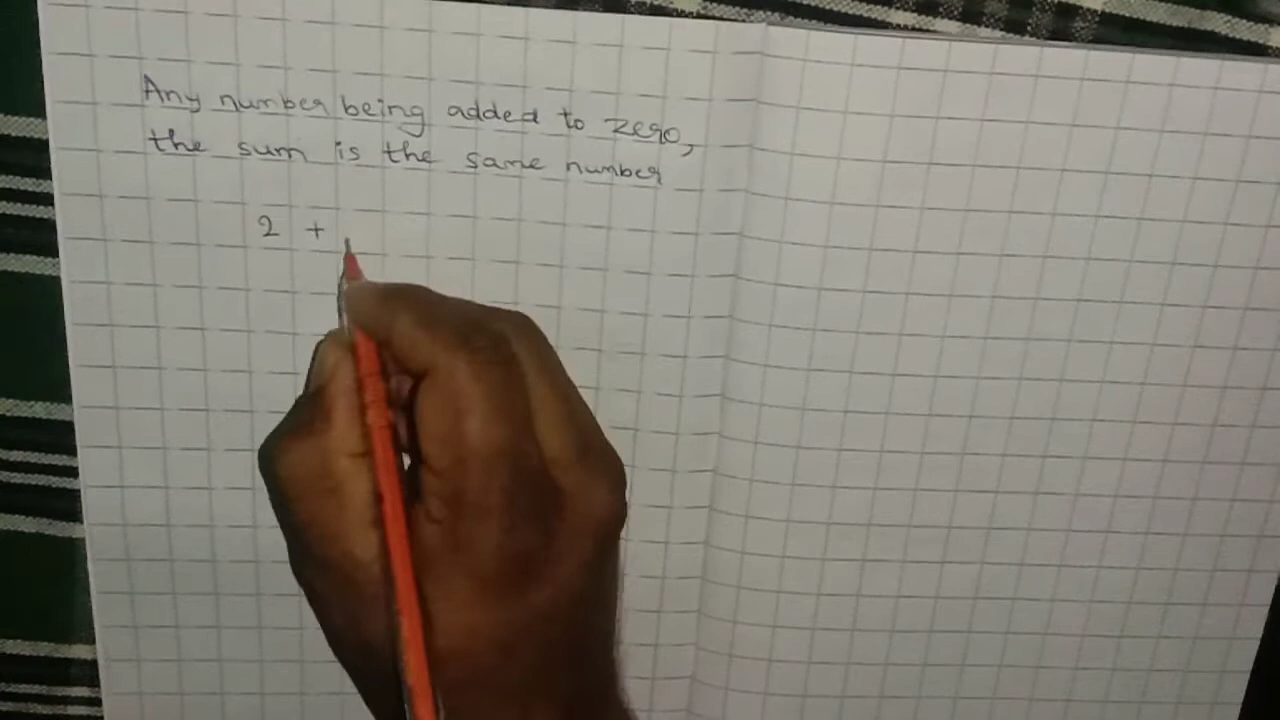 Any number being added to zero,
the sum is the same number
2 +